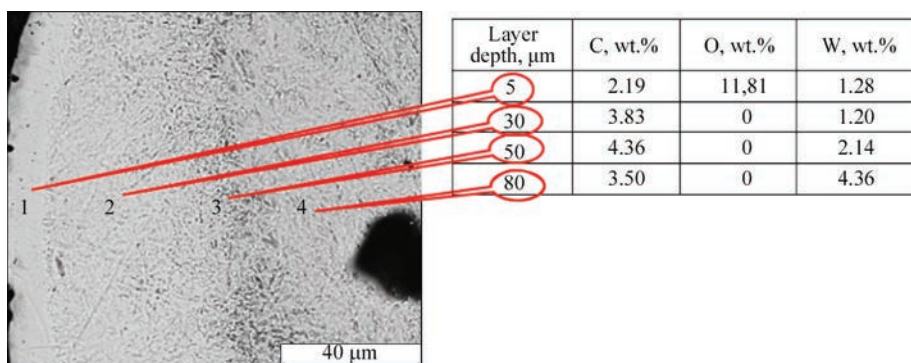 Layer depth, μm C, wt.% O, wt.% W, wt.%
5 2.19 11,81 1.28
30 3.83 0 1.20
50 4.36 0 2.14
80 3.50 0 4.36
1 2 3 4
40 μm